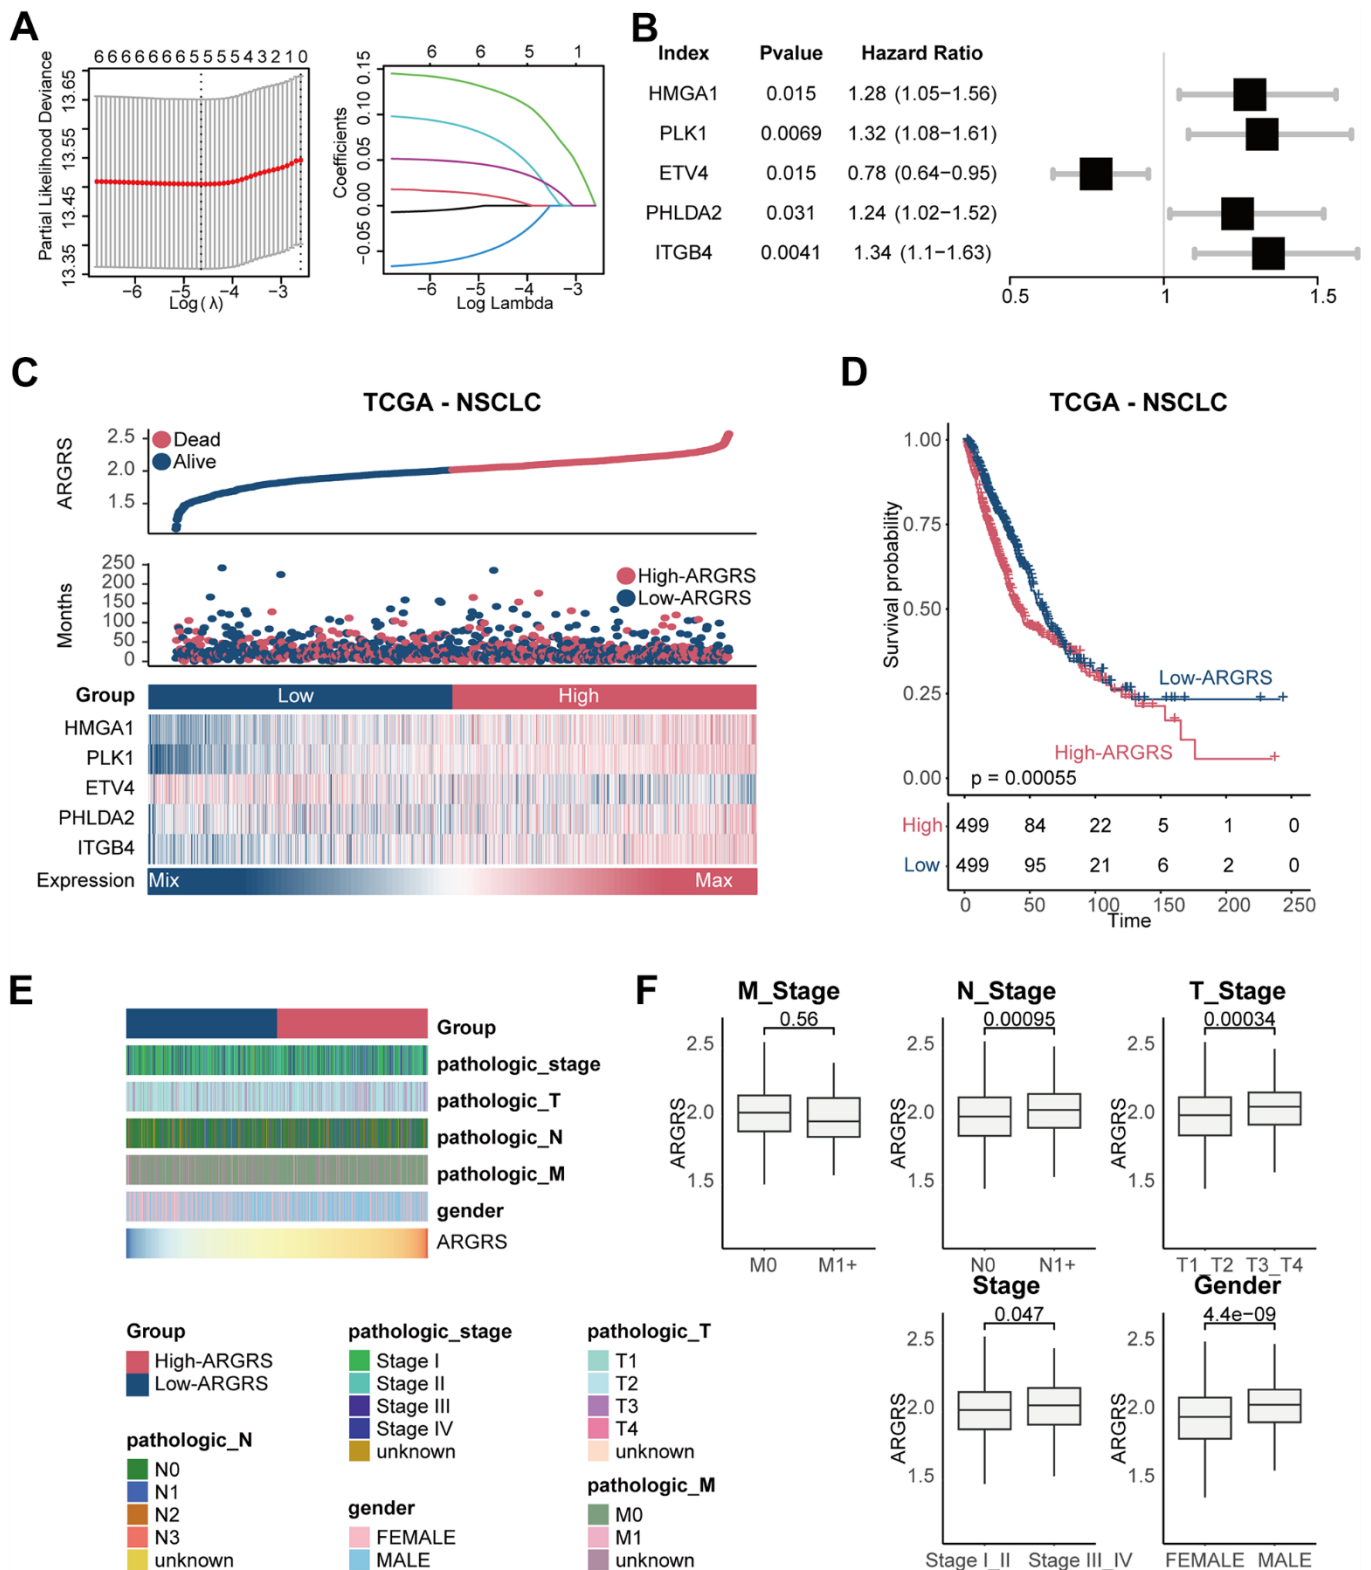 A
6 6 6 6 6 6 6 5 5 5 5 4 3 2 1 0
Partial Likelihood Deviance
13.65
13.55
13.45
13.35
−6 −5 −4 −3
Log ( λ)
6 6 5 1
Coefficients
0.15
0.10
0.05
0.00
−0.05
−6 −5 −4 −3
Log Lambda
B
Index Pvalue Hazard Ratio
HMGA1 0.015 1.28 (1.05−1.56)
PLK1 0.0069 1.32 (1.08−1.61)
ETV4 0.015 0.78 (0.64−0.95)
PHLDA2 0.031 1.24 (1.02−1.52)
ITGB4 0.0041 1.34 (1.1−1.63)
0.5 1 1.5
C
TCGA - NSCLC
ARGRS
2.5
2.0
1.5
Dead
Alive
Months
250
200
150
100
50
0
High-ARGRS
Low-ARGRS
Group Low High
HMGA1
PLK1
ETV4
PHLDA2
ITGB4
Expression Mix Max
D
TCGA - NSCLC
Survival probability
1.00
0.75
0.50
0.25
0.00
Low-ARGRS
High-ARGRS
p = 0.00055
High 499 84 22 5 1 0
Low 499 95 21 6 2 0
0 50 100 150 200 250
Time
E
Group
pathologic_stage
pathologic_T
pathologic_N
pathologic_M
gender
ARGRS
Group
High-ARGRS
Low-ARGRS
pathologic_N
N0
N1
N2
N3
unknown
pathologic_stage
Stage I
Stage II
Stage III
Stage IV
unknown
gender
FEMALE
MALE
pathologic_T
T1
T2
T3
T4
unknown
pathologic_M
M0
M1
unknown
F
M_Stage
0.56
ARGRS
2.5
2.0
1.5
M0 M1+
N_Stage
0.00095
ARGRS
2.5
2.0
1.5
N0 N1+
T_Stage
0.00034
ARGRS
2.5
2.0
1.5
T1_T2 T3_T4
Stage
0.047
ARGRS
2.5
2.0
1.5
Stage I_II Stage III_IV
Gender
4.4e−09
ARGRS
2.5
2.0
1.5
FEMALE MALE